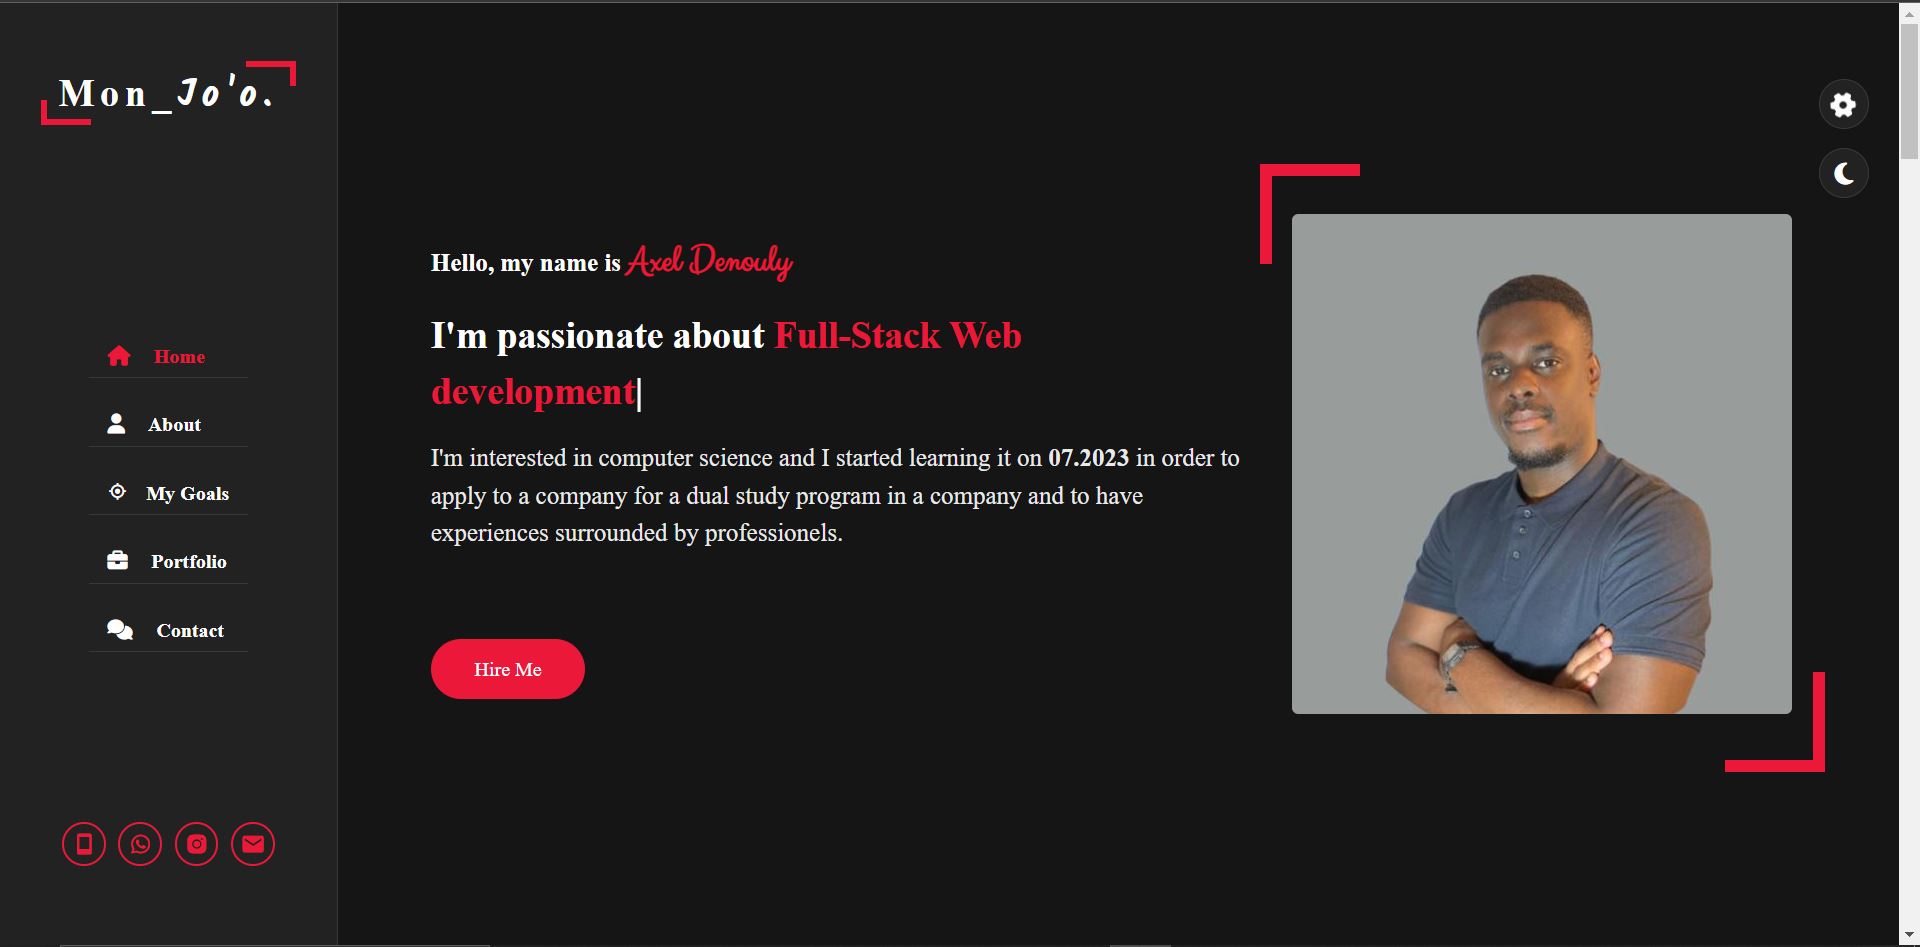 Mon_Jo'o.
Home
About
My Goals
Portfolio
Contact
Hello, my name is Axel Denouly
I'm passionate about Full-Stack Web
development|
I'm interested in computer science and I started learning it on 07.2023 in order to
apply to a company for a dual study program in a company and to have
experiences surrounded by professionels.
Hire Me